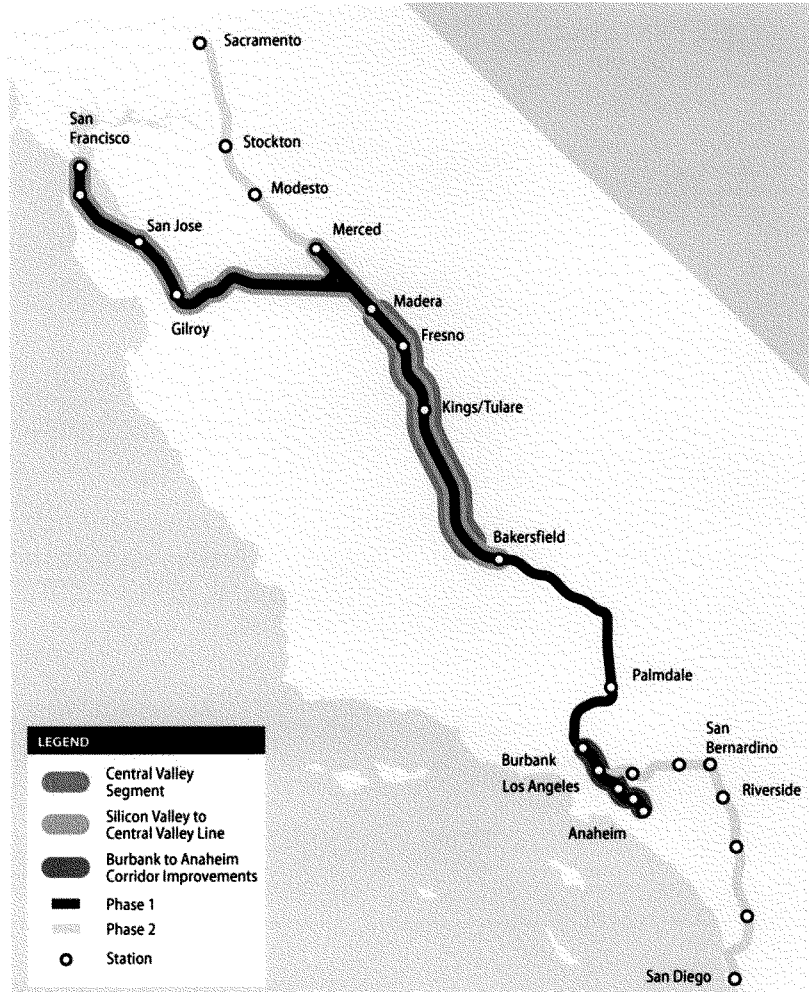 Sacramento
San
Francisco
Stockton
Modesto
San Jose
Merced
Gilroy
Madera
Fresno
Kings/Tulare
Bakersfield
Palmdale
San
Bernardino
Burbank
Los Angeles
Riverside
Anaheim
San Diego
LEGEND
Central Valley
Segment
Silicon Valley to
Central Valley Line
Burbank to Anaheim
Corridor Improvements
Phase 1
Phase 2
Station